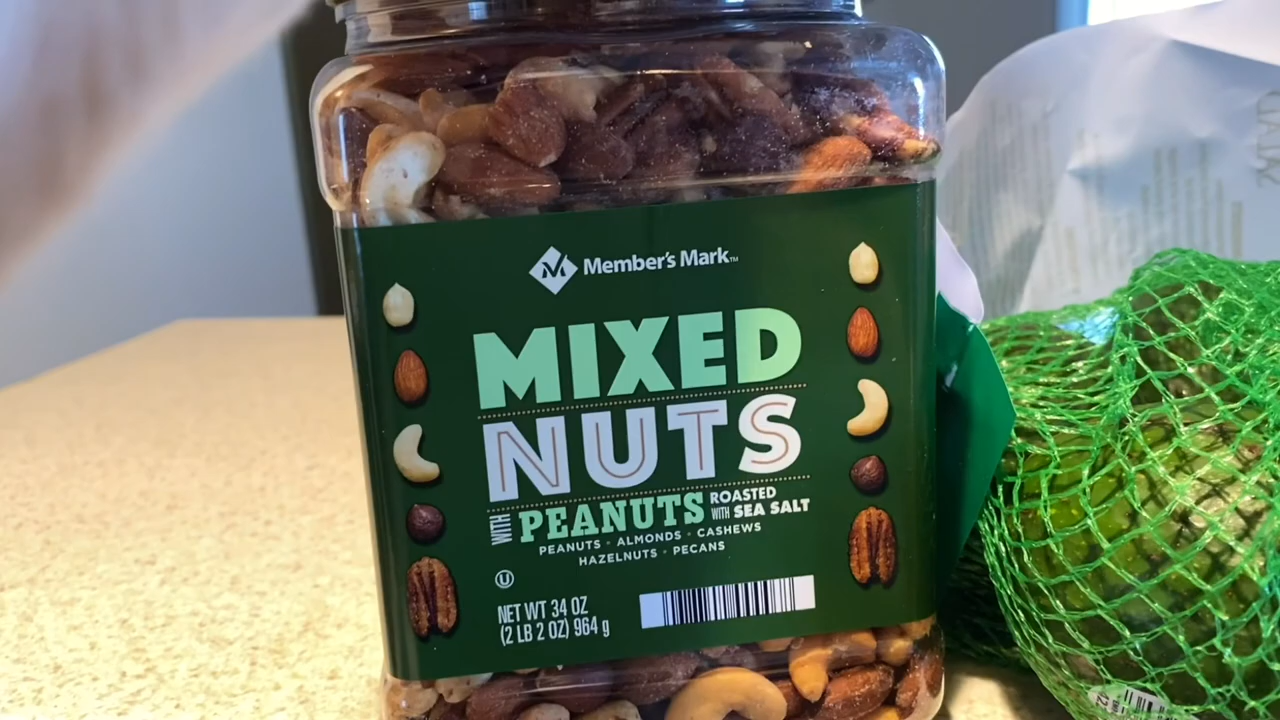 Member's Mark™
MIXED
NUTS
WITH PEANUTS ROASTED WITH SEA SALT
PEANUTS • ALMONDS • CASHEWS
HAZELNUTS • PECANS
U
NET WT 34 OZ
(2 LB 2 OZ) 964 g